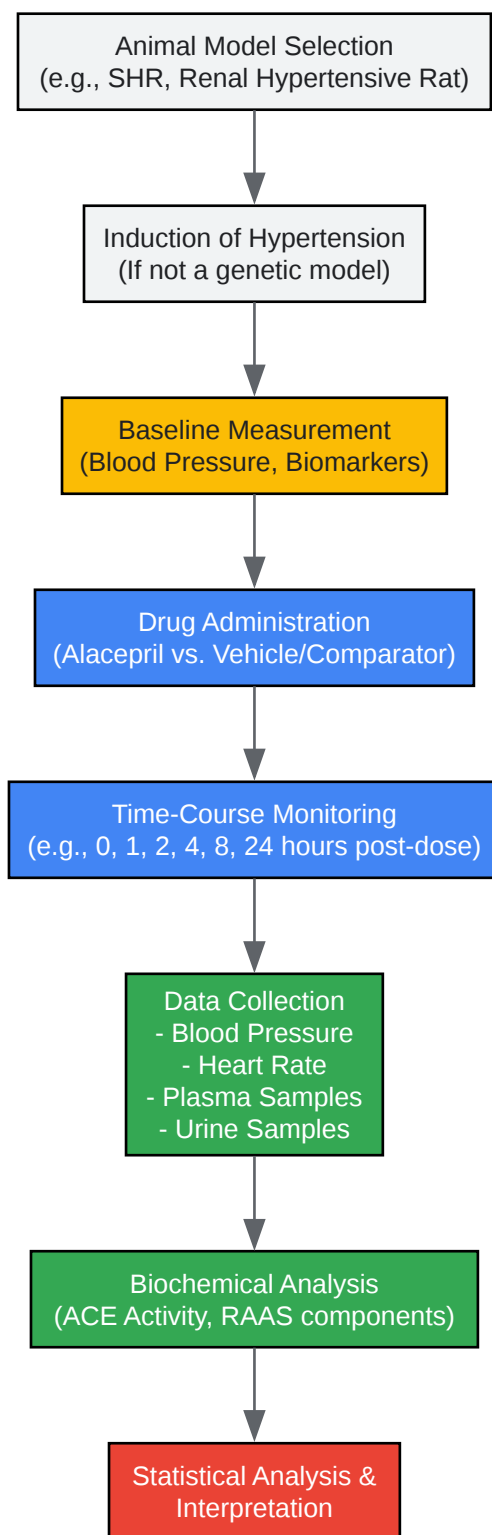 Animal Model Selection
(e.g., SHR, Renal Hypertensive Rat)
Induction of Hypertension
(If not a genetic model)
Baseline Measurement
(Blood Pressure, Biomarkers)
Drug Administration
(Alacepril vs. Vehicle/Comparator)
Time-Course Monitoring
(e.g., 0, 1, 2, 4, 8, 24 hours post-dose)
Data Collection
- Blood Pressure
- Heart Rate
- Plasma Samples
- Urine Samples
Biochemical Analysis
(ACE Activity, RAAS components)
Statistical Analysis &
Interpretation